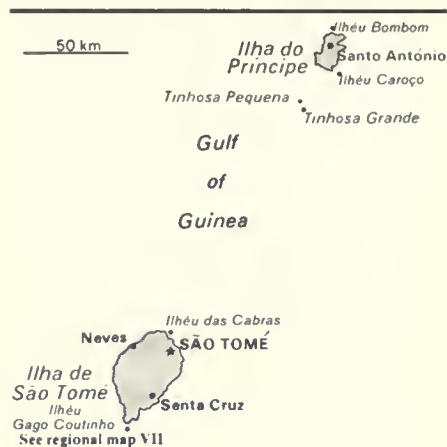 Ilhéu Bombom
50 km
Ilha do
Príncipe
Santo António
Ilhéu Caroço
Tinhosa Pequena
Tinhosa Grande
Gulf
of
Guinea
Ilhéu das Cabras
Neves
SÃO TOMÉ
Ilha de
São Tomé
Santa Cruz
Ilhéu
Gago Coutinho
See regional map VII